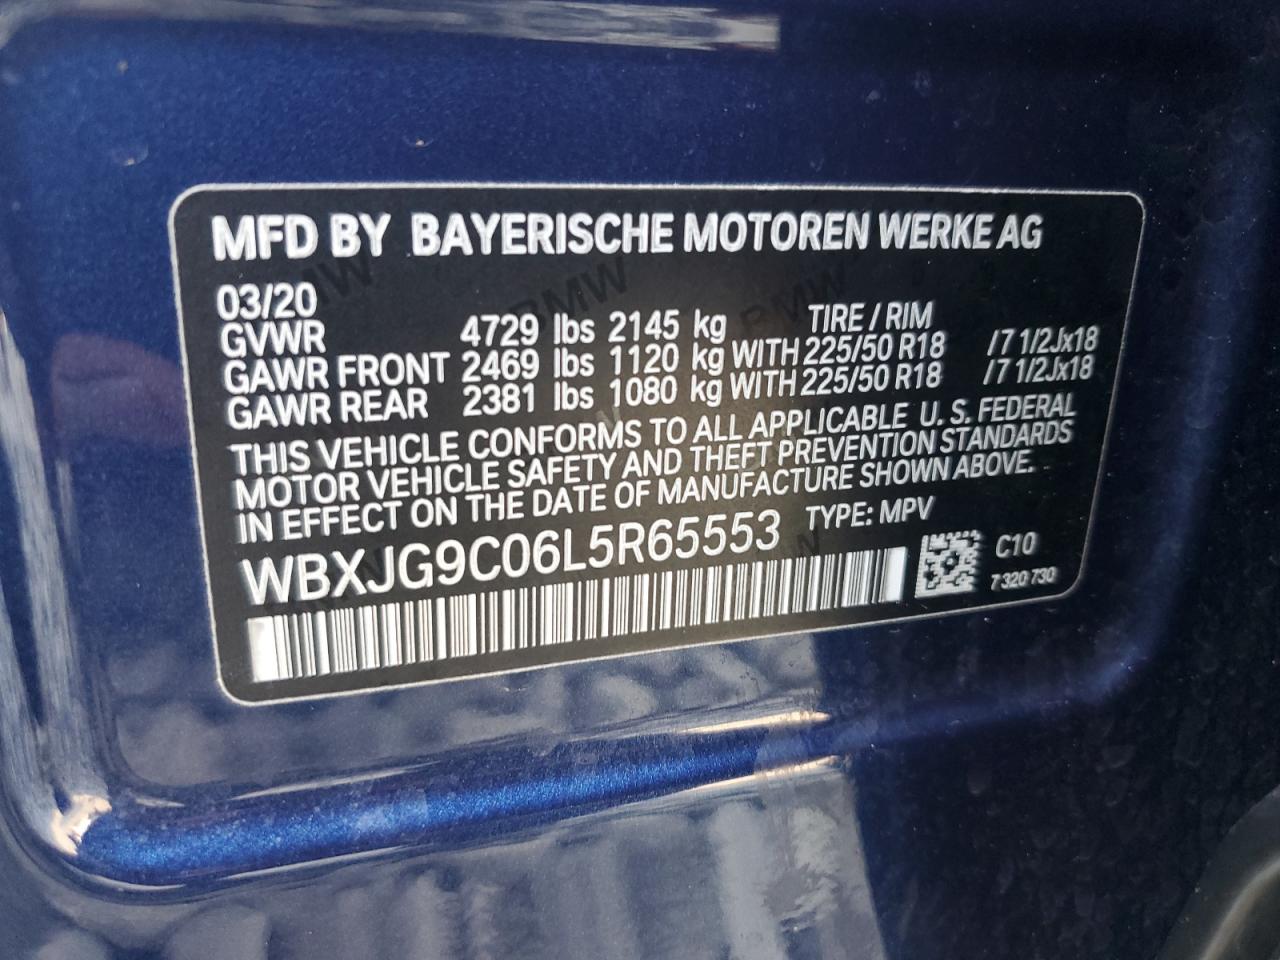 MFD BY BAYERISCHE MOTOREN WERKE AG
03/20
TIRE / RIM
GVWR 4729 lbs 2145 kg
GAWR FRONT 2469 lbs 1120 kg WITH 225/50 R18 /7 1/2Jx18
GAWR REAR 2381 lbs 1080 kg WITH 225/50 R18 /7 1/2Jx18
THIS VEHICLE CONFORMS TO ALL APPLICABLE U. S. FEDERAL
MOTOR VEHICLE SAFETY AND THEFT PREVENTION STANDARDS
IN EFFECT ON THE DATE OF MANUFACTURE SHOWN ABOVE.
WBXJG9C06L5R65553 TYPE: MPV
C10
7 320 730
BMW
BMW
BMW